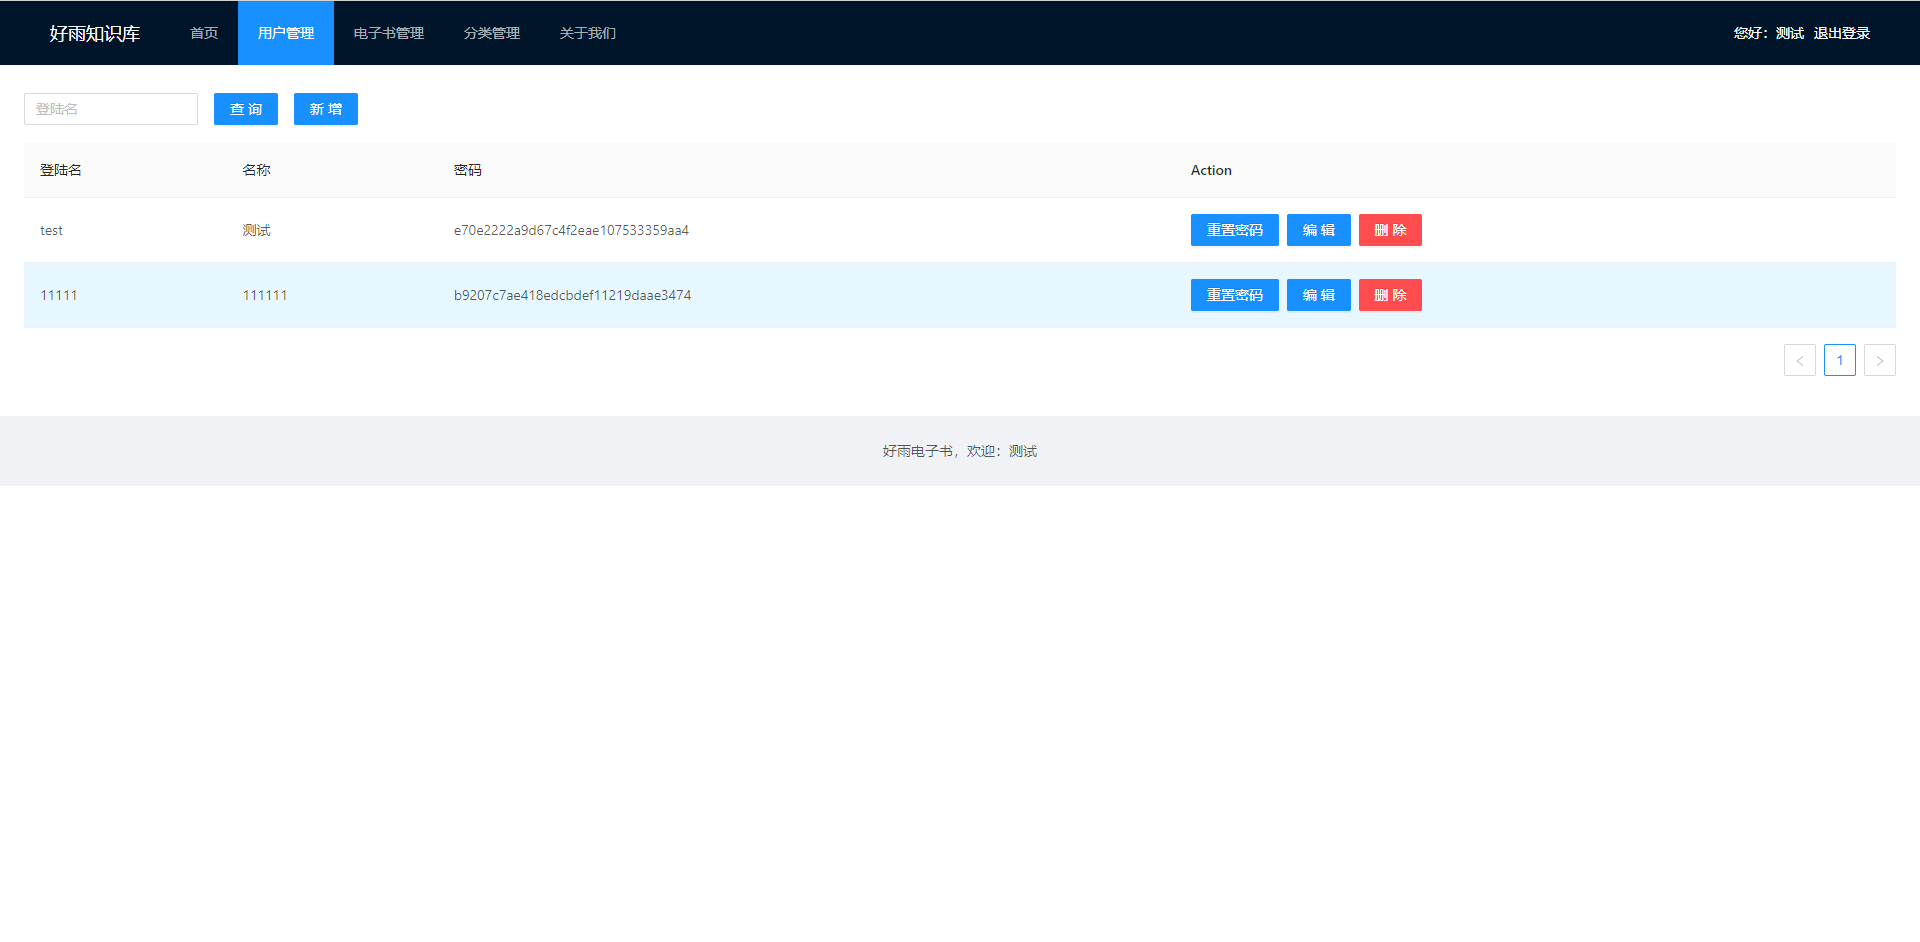 好雨知识库 首页 用户管理 电子书管理 分类管理 关于我们 您好：测试 退出登录
登陆名 查 询 新 增
登陆名 名称 密码 Action
test 测试 e70e2222a9d67c4f2eae107533359aa4 重置密码 编 辑 删 除
11111 111111 b9207c7ae418edcbdef11219daae3474 重置密码 编 辑 删 除
< 1 >
好雨电子书，欢迎：测试